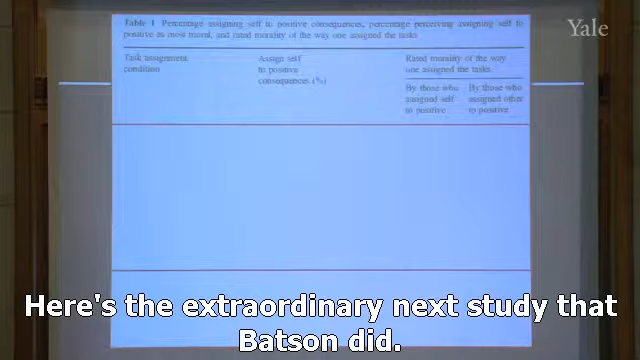 Table 1 Percentage assigning self to positive consequences, percentage perceiving assigning self to
positive as most moral, and rated morality of the way one assigned the tasks
Yale
Task assignment
condition
Assign self
to positive
consequences (%)
Rated morality of the way
one assigned the tasks
By those who
assigned self
to positive
By those who
assigned other
to positive
Here's the extraordinary next study that
Batson did.